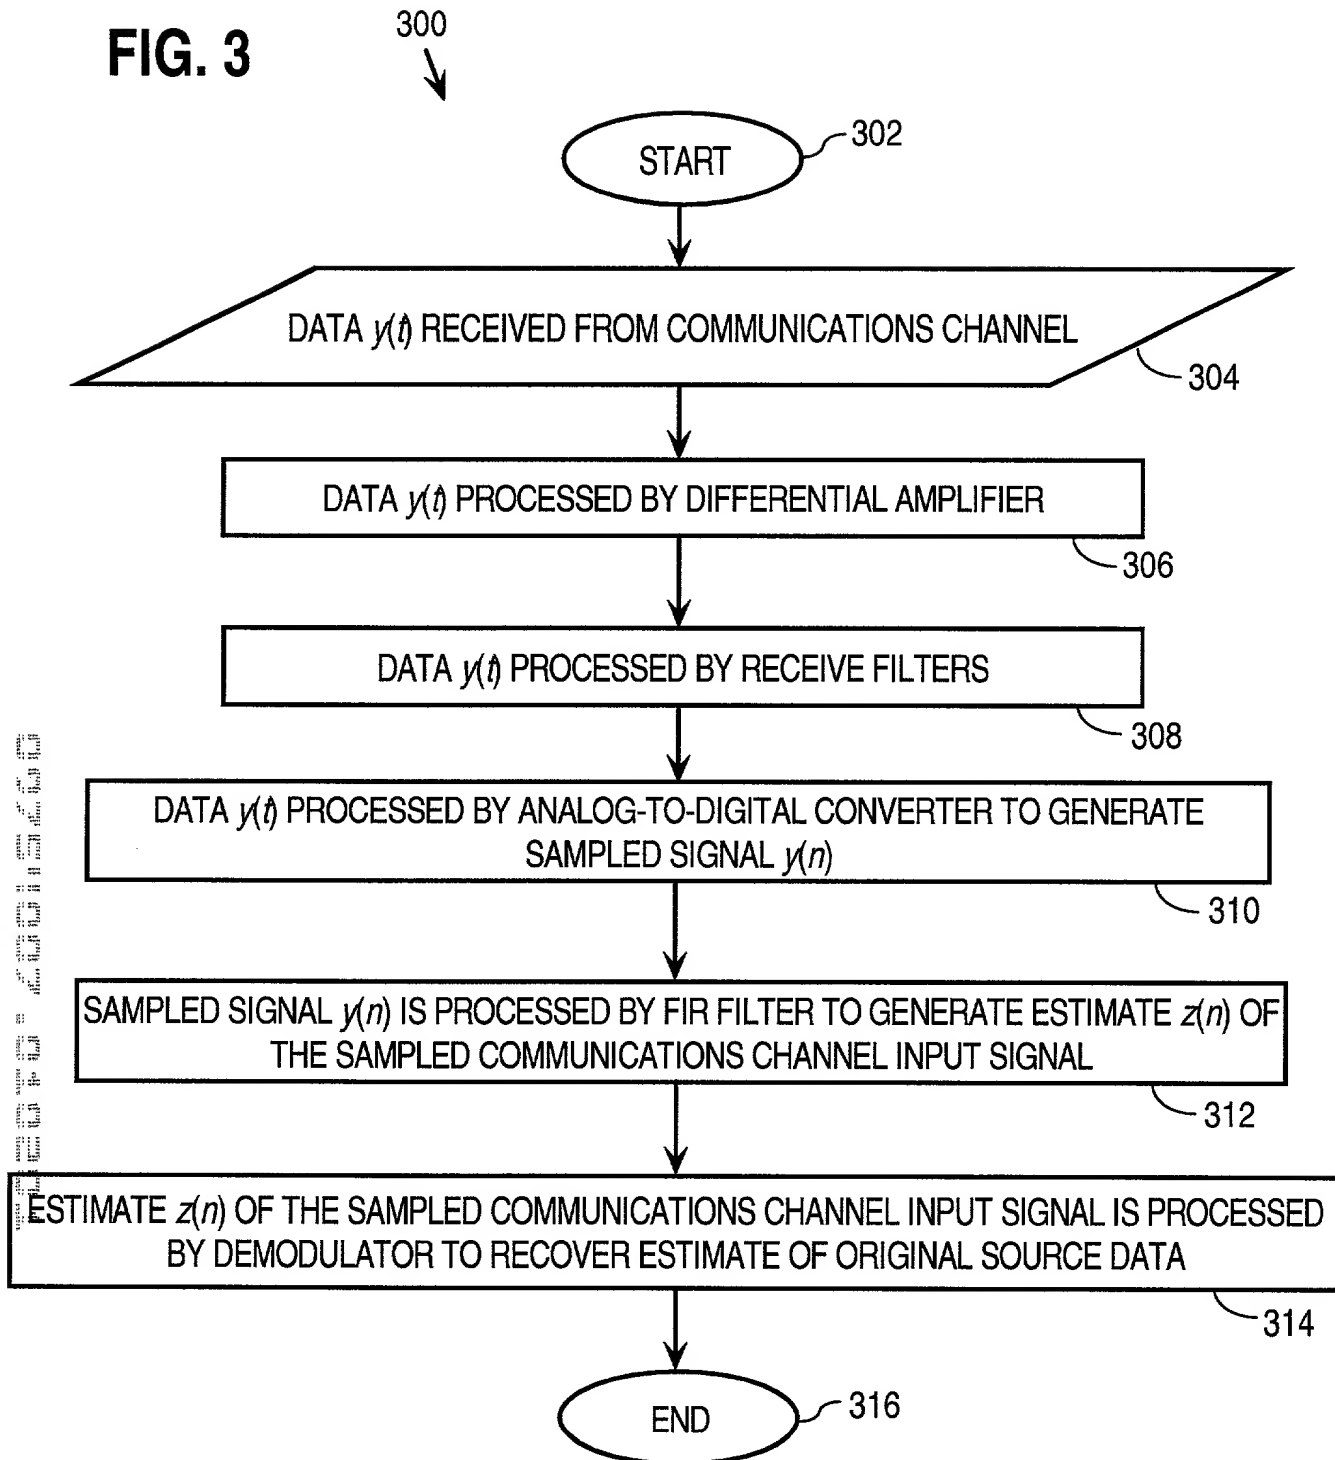 FIG. 3
300
START
302
DATA y(t) RECEIVED FROM COMMUNICATIONS CHANNEL
304
DATA y(t) PROCESSED BY DIFFERENTIAL AMPLIFIER
306
DATA y(t) PROCESSED BY RECEIVE FILTERS
308
DATA y(t) PROCESSED BY ANALOG-TO-DIGITAL CONVERTER TO GENERATE
SAMPLED SIGNAL y(n)
310
SAMPLED SIGNAL y(n) IS PROCESSED BY FIR FILTER TO GENERATE ESTIMATE z(n) OF
THE SAMPLED COMMUNICATIONS CHANNEL INPUT SIGNAL
312
ESTIMATE z(n) OF THE SAMPLED COMMUNICATIONS CHANNEL INPUT SIGNAL IS PROCESSED
BY DEMODULATOR TO RECOVER ESTIMATE OF ORIGINAL SOURCE DATA
314
END
316